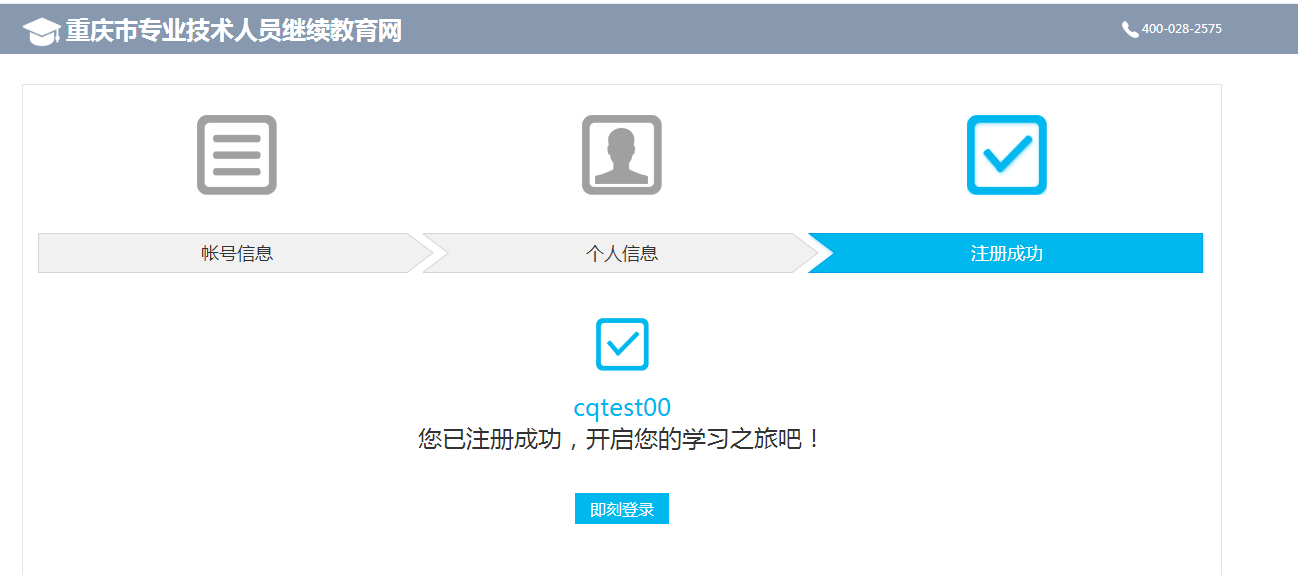 重庆市专业技术人员继续教育网
400-028-2575
帐号信息
个人信息
注册成功
cqtest00
您已注册成功，开启您的学习之旅吧！
即刻登录